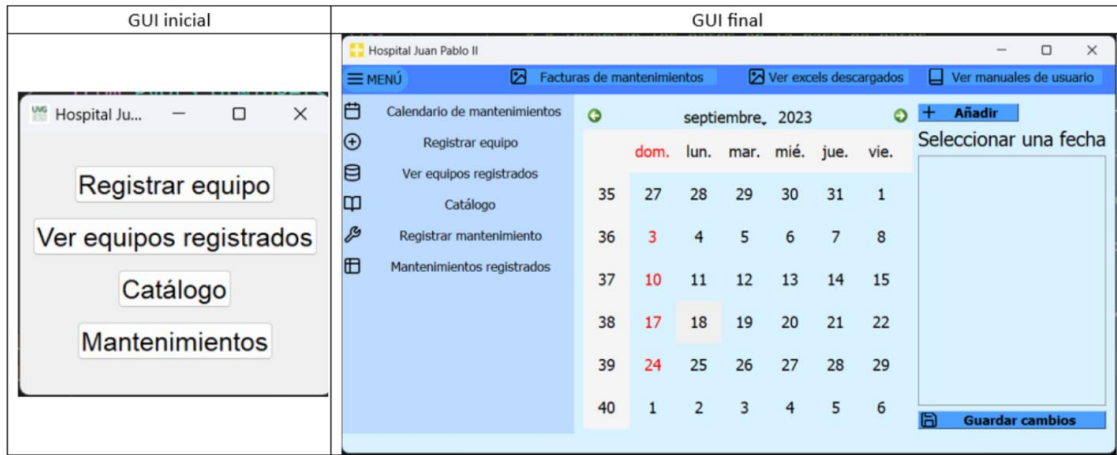 GUI inicial
GUI final
UVG Hospital Ju...
Registrar equipo
Ver equipos registrados
Catálogo
Mantenimientos
Hospital Juan Pablo II
MENÚ Facturas de mantenimientos Ver excels descargados Ver manuales de usuario
Calendario de mantenimientos
Registrar equipo
Ver equipos registrados
Catálogo
Registrar mantenimiento
Mantenimientos registrados
septiembre, 2023
dom. lun. mar. mié. jue. vie.
35 27 28 29 30 31 1
36 3 4 5 6 7 8
37 10 11 12 13 14 15
38 17 18 19 20 21 22
39 24 25 26 27 28 29
40 1 2 3 4 5 6
Añadir
Seleccionar una fecha
Guardar cambios